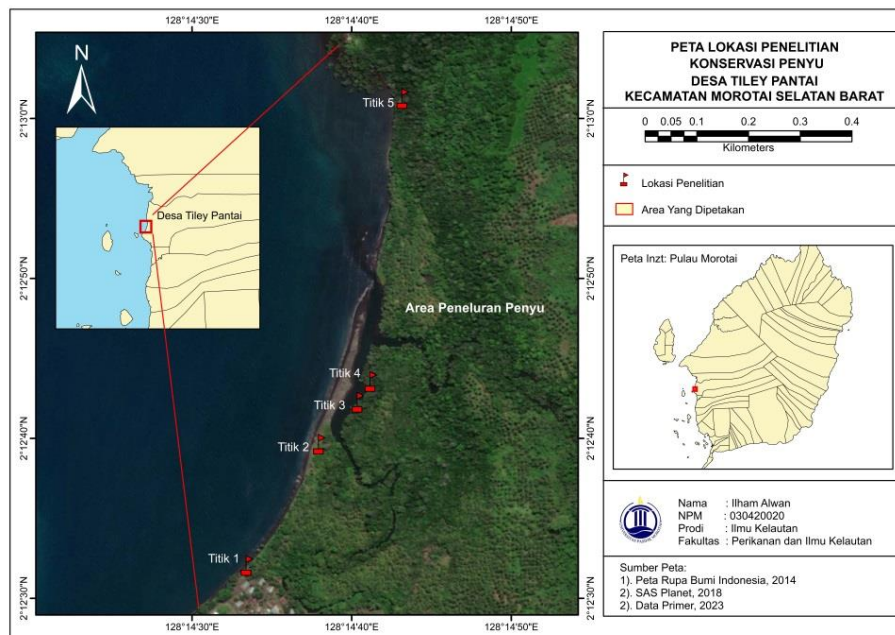 128°14'30"E 128°14'40"E 128°14'50"E
2°13'0"N
2°12'50"N
2°12'40"N
2°12'30"N
N
Desa Tiley Pantai
Titik 5
Area Peneluran Penyu
Titik 4
Titik 3
Titik 2
Titik 1
2°13'0"N
2°12'50"N
2°12'40"N
2°12'30"N
128°14'30"E 128°14'40"E 128°14'50"E
PETA LOKASI PENELITIAN
KONSERVASI PENYU
DESA TILEY PANTAI
KECAMATAN MOROTAI SELATAN BARAT
0 0.05 0.1 0.2 0.3 0.4
Kilometers
Lokasi Penelitian
Area Yang Dipetakan
Peta Inzt: Pulau Morotai
Nama : Ilham Alwan
NPM : 030420020
Prodi : Ilmu Kelautan
Fakultas : Perikanan dan Ilmu Kelautan
Sumber Peta:
1). Peta Rupa Bumi Indonesia, 2014
2). SAS Planet, 2018
2). Data Primer, 2023